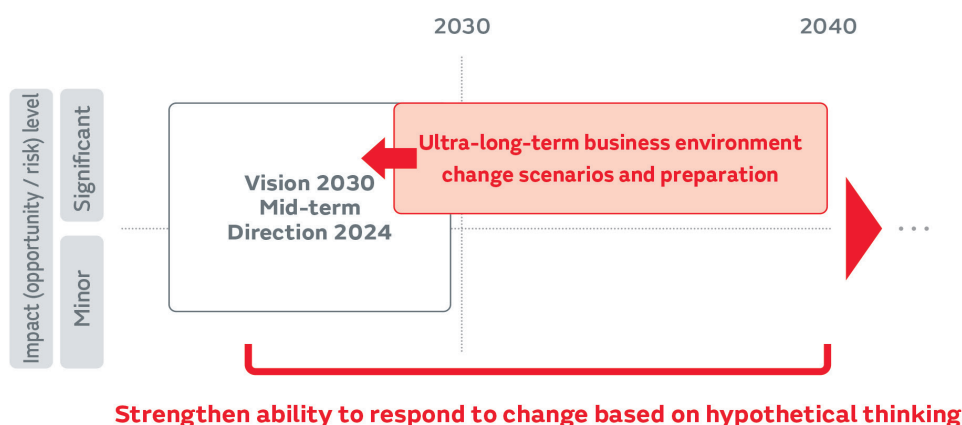 2030
2040
Impact (opportunity / risk) level
Significant
Minor
Vision 2030
Mid-term
Direction 2024
Ultra-long-term business environment
change scenarios and preparation
Strengthen ability to respond to change based on hypothetical thinking